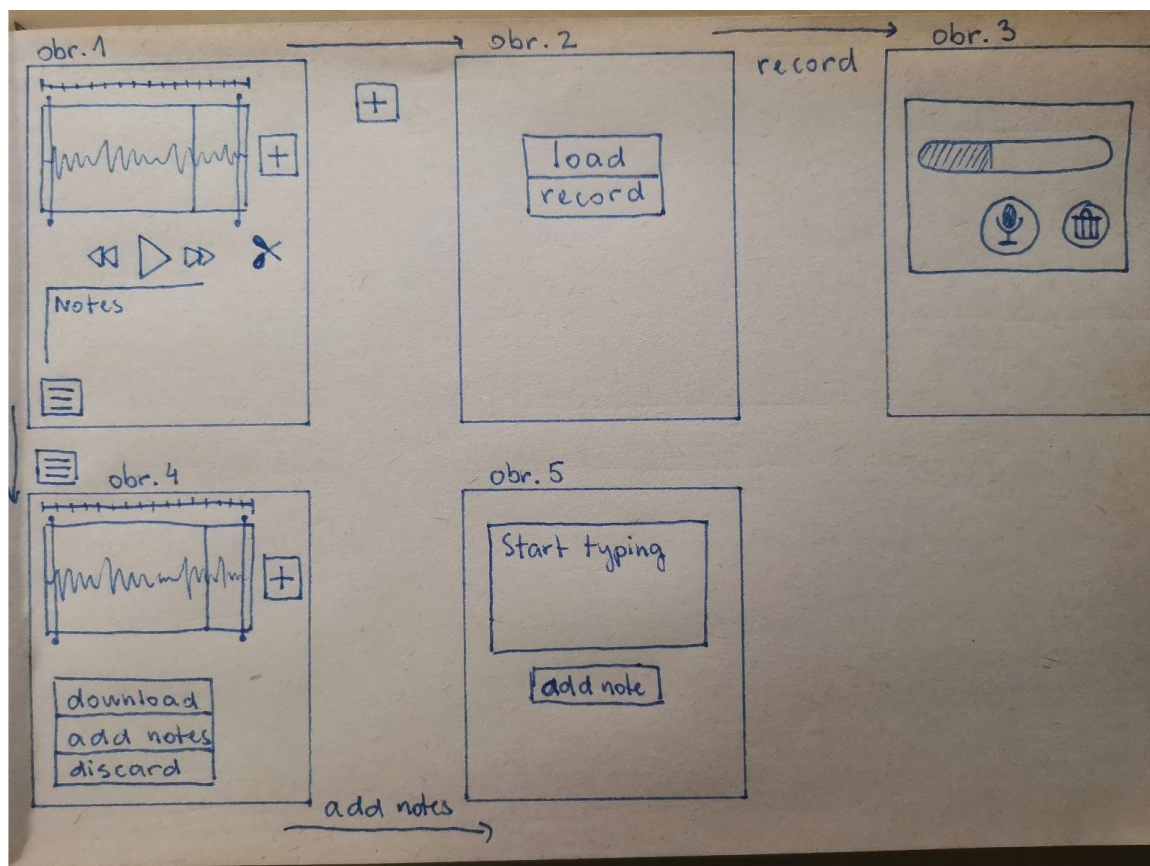 obr. 1
obr. 2
record
obr. 3
load
record
Notes
obr. 4
download
add notes
discard
add notes
obr. 5
Start typing
add note